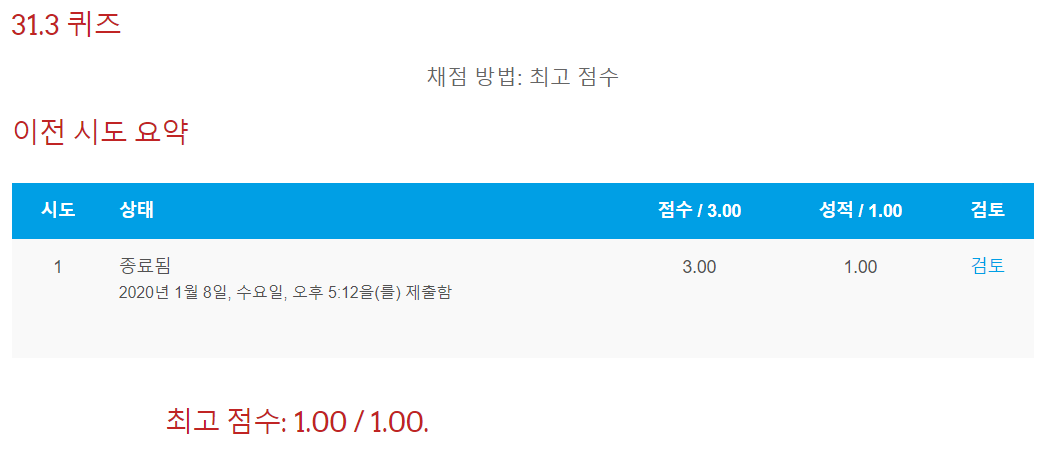 31.3 퀴즈
채점 방법: 최고 점수
이전 시도 요약
시도 상태 점수 / 3.00 성적 / 1.00 검토
1 종료됨 3.00 1.00 검토
2020년 1월 8일, 수요일, 오후 5:12을(를) 제출함
최고 점수: 1.00 / 1.00.